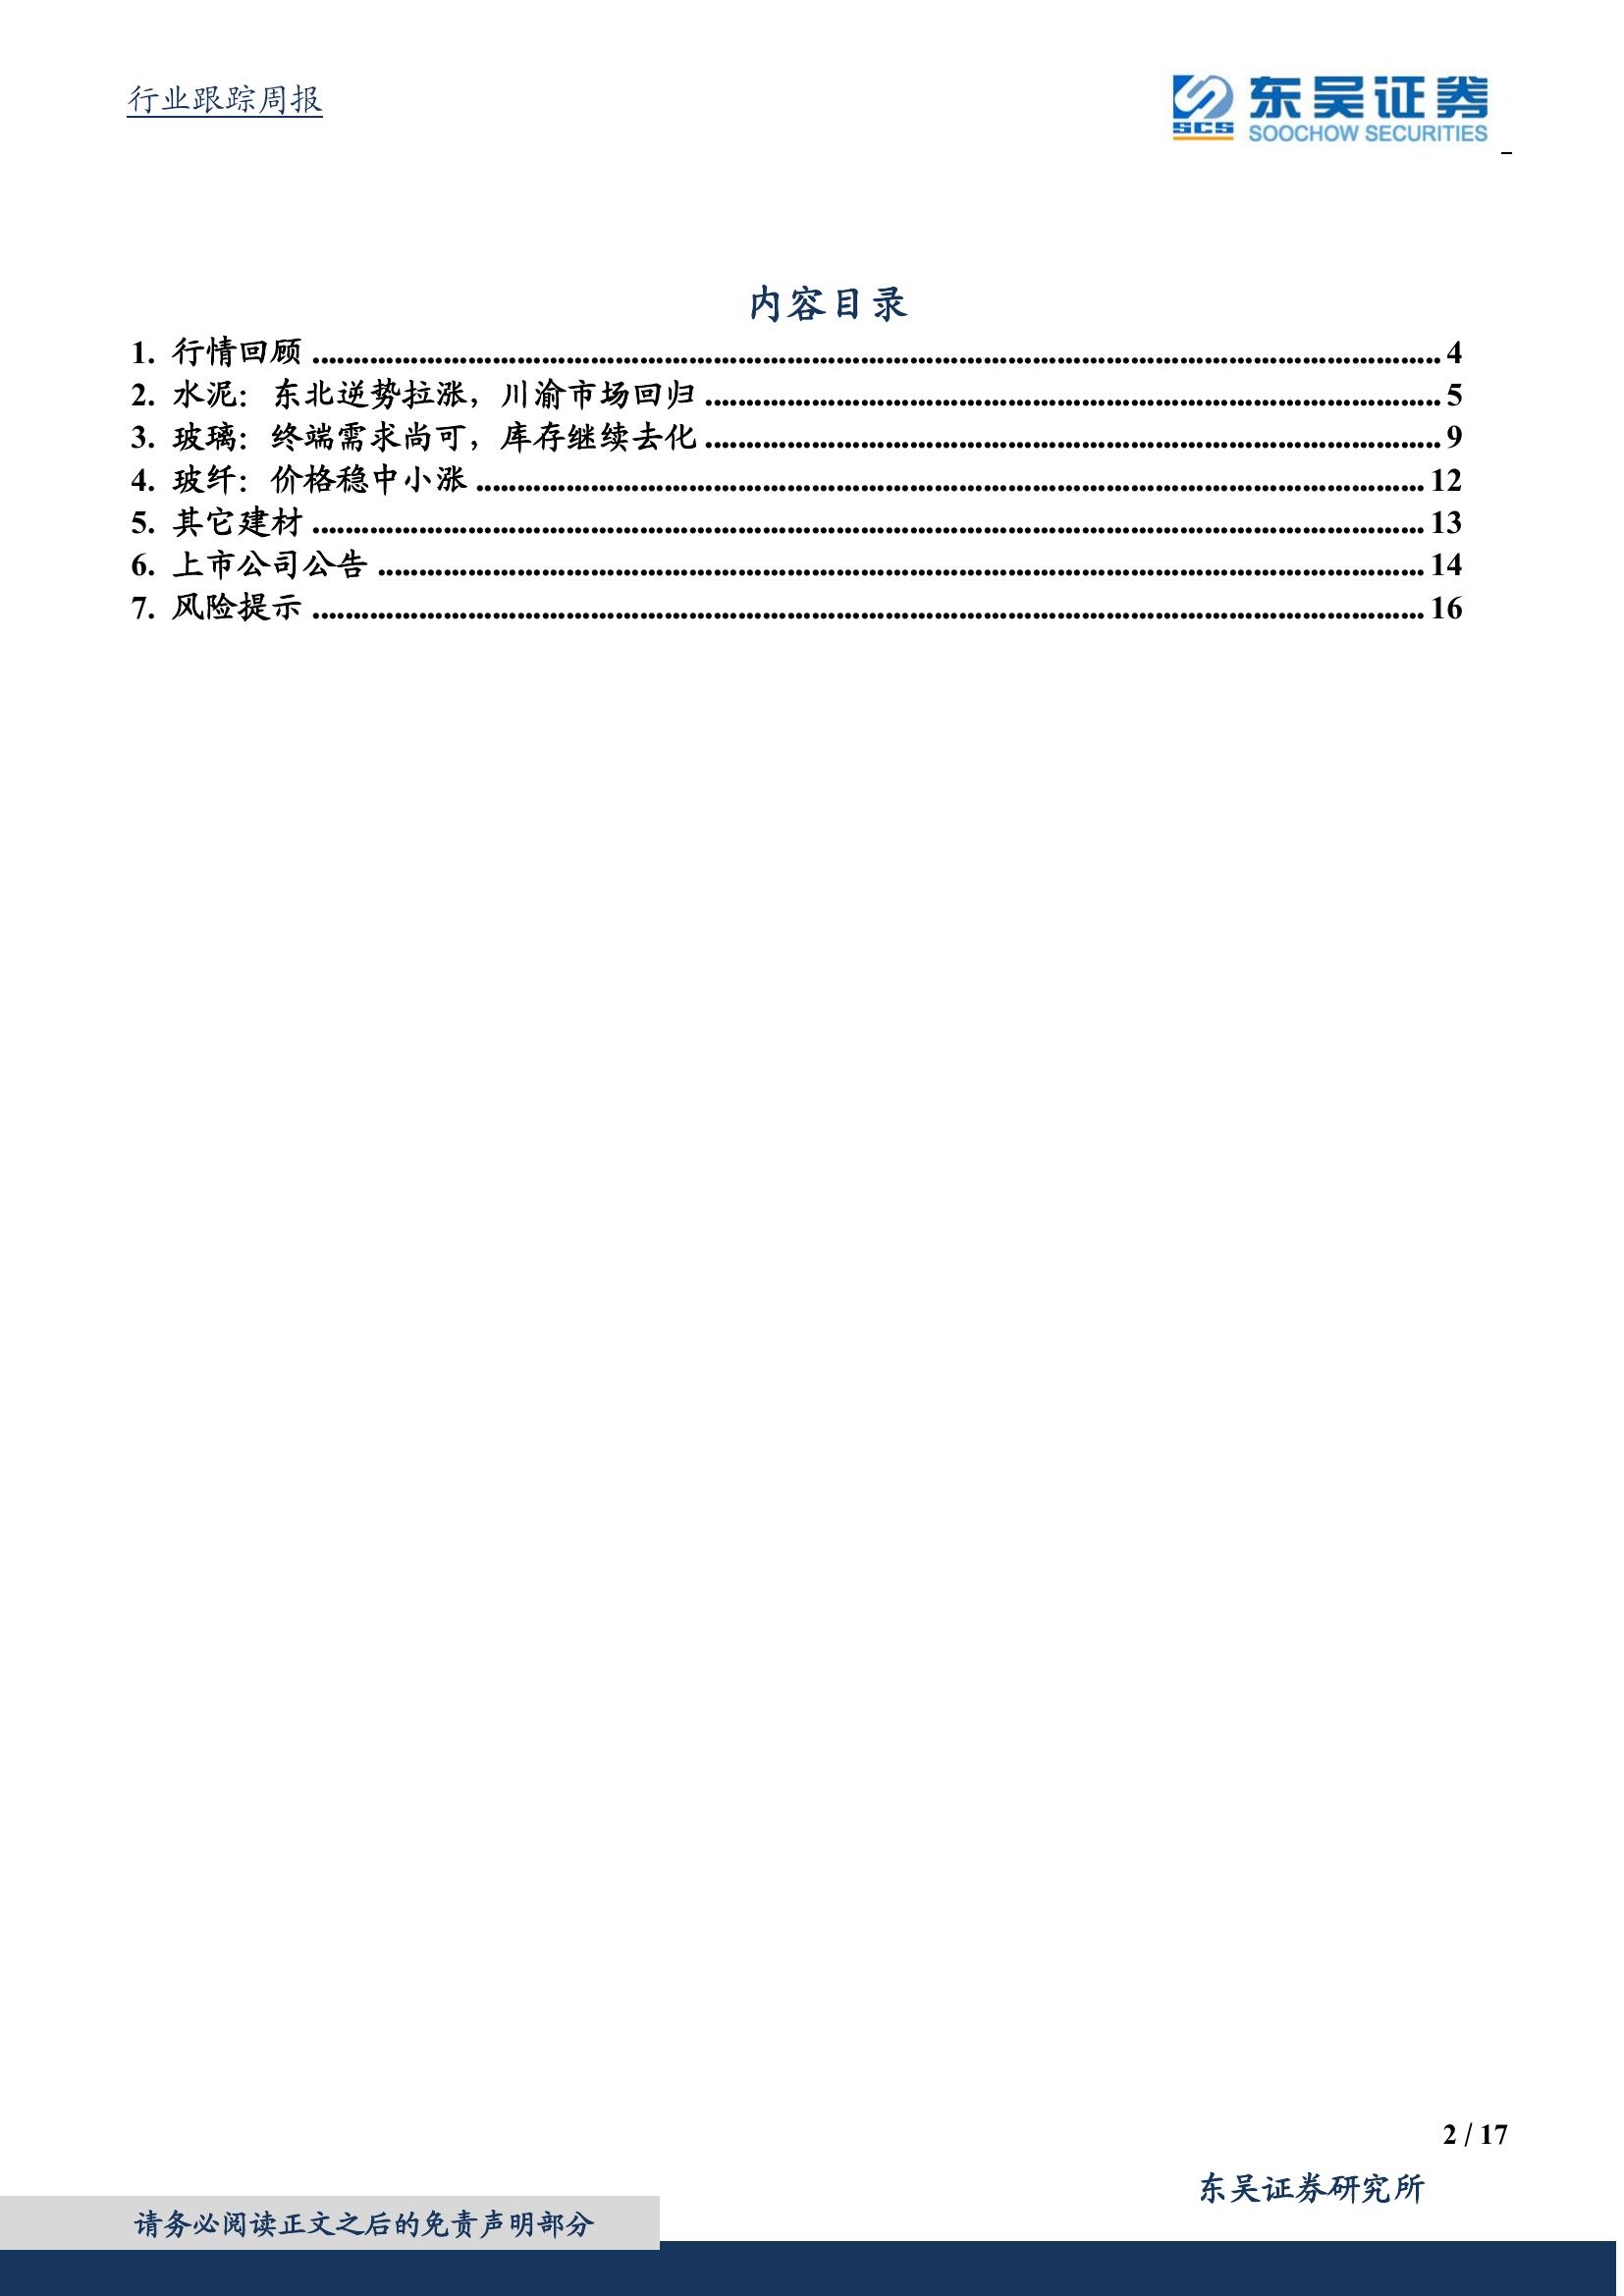 行业跟踪周报
东吴证券
SCS SOOCHOW SECURITIES
内容目录
1. 行情回顾 ........................................ 4
2. 水泥：东北逆势拉涨，川渝市场回归 ........................................ 5
3. 玻璃：终端需求尚可，库存继续去化 ........................................ 9
4. 玻纤：价格稳中小涨 ........................................ 12
5. 其它建材 ........................................ 13
6. 上市公司公告 ........................................ 14
7. 风险提示 ........................................ 16
2 / 17
东吴证券研究所
请务必阅读正文之后的免责声明部分